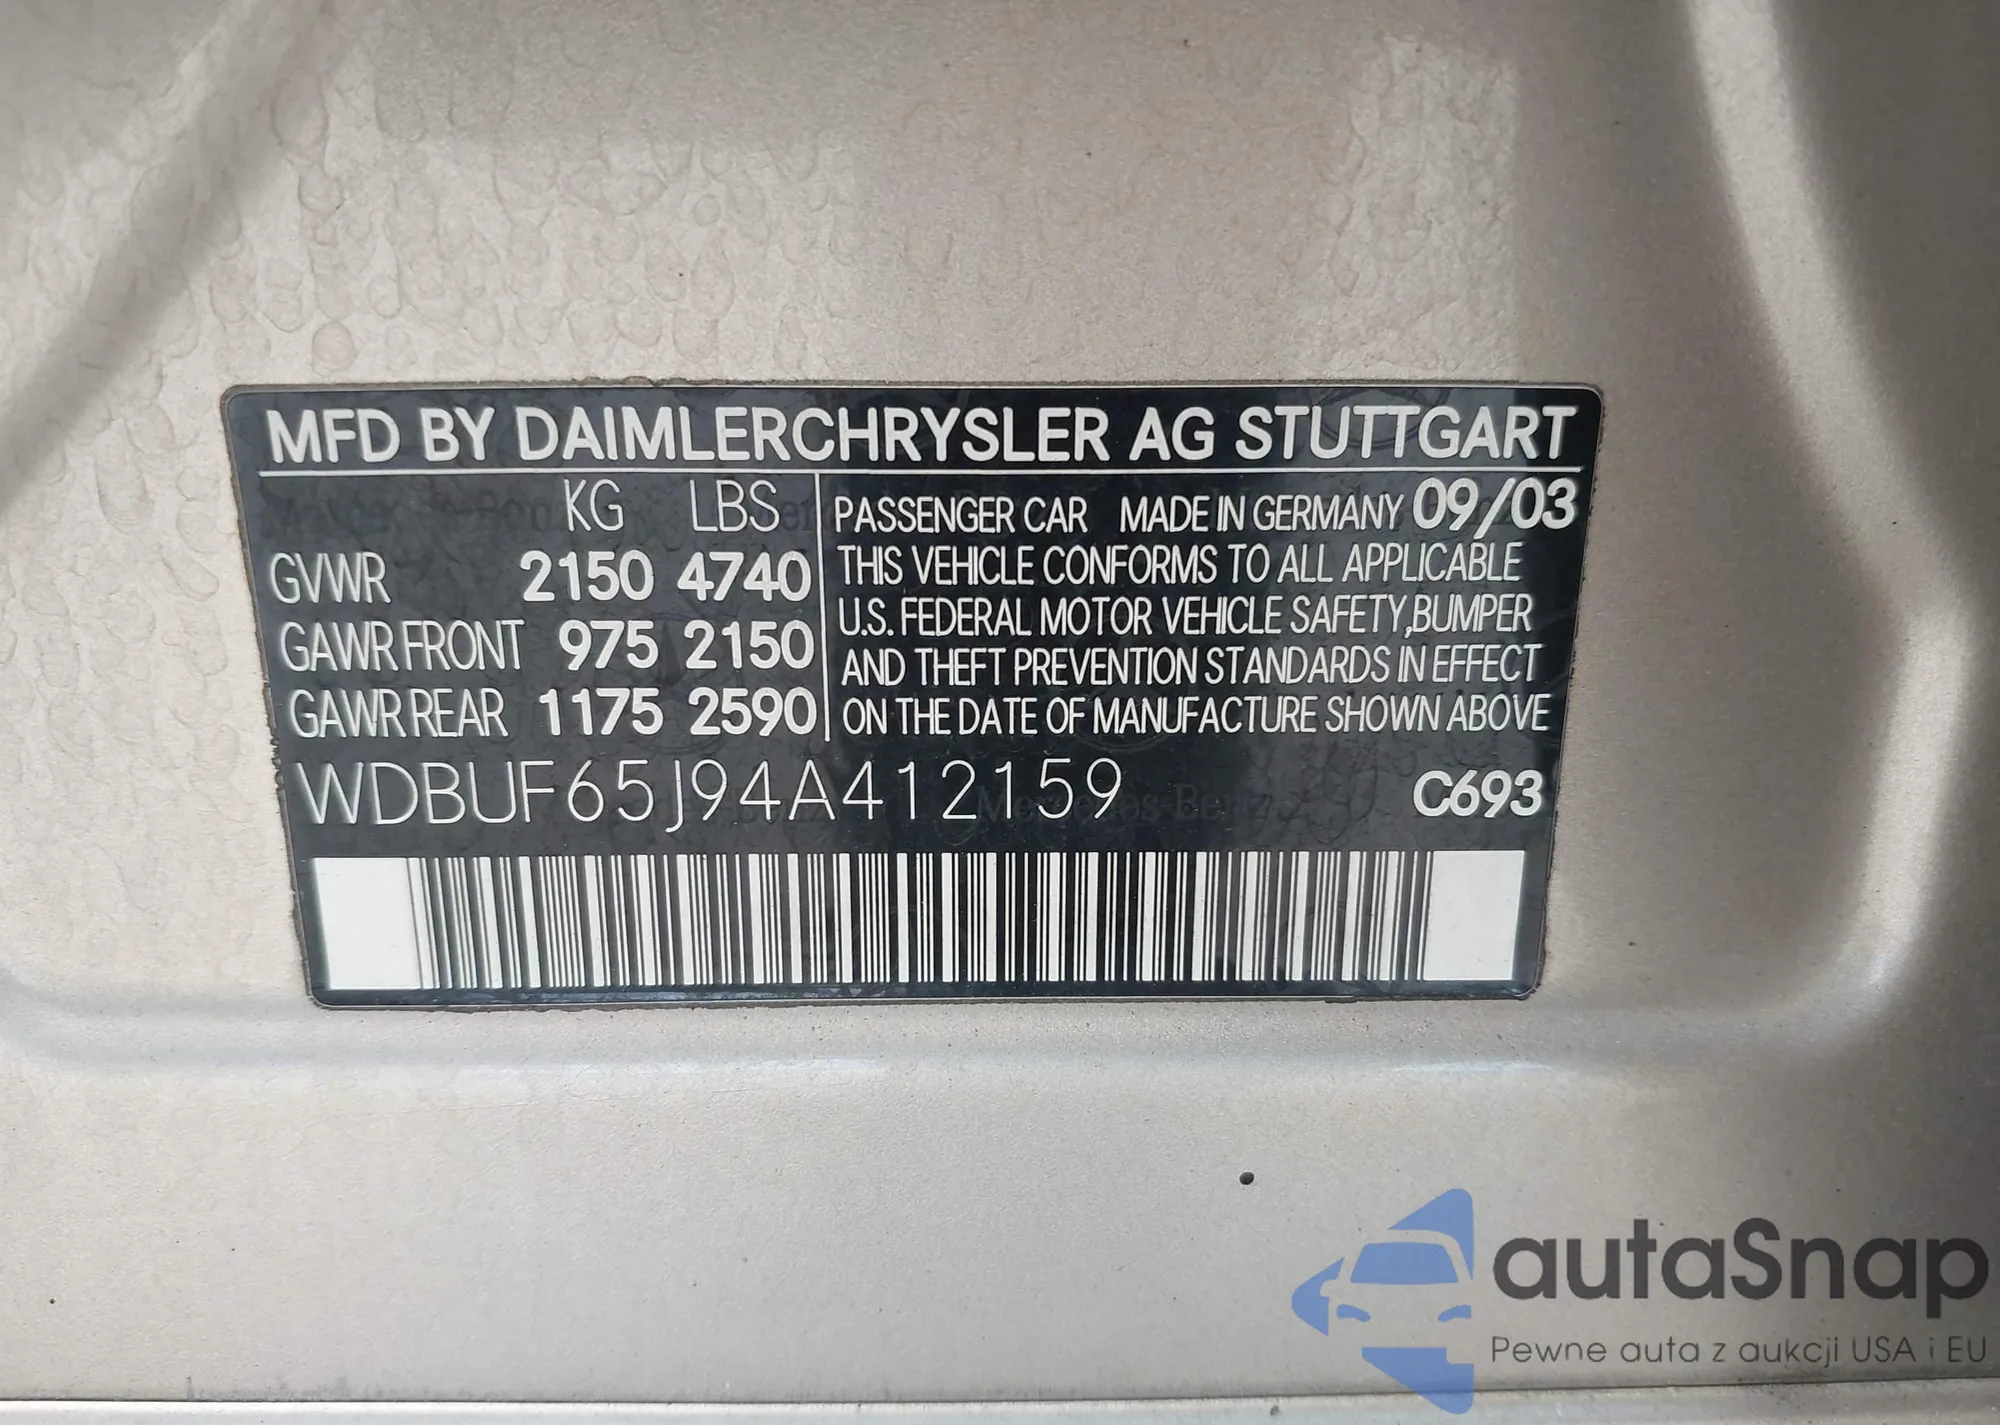 MFD BY DAIMLERCHRYSLER AG STUTTGART
KG LBS
GVWR 2150 4740
GAWR FRONT 975 2150
GAWR REAR 1175 2590
PASSENGER CAR MADE IN GERMANY 09/03
THIS VEHICLE CONFORMS TO ALL APPLICABLE
U.S. FEDERAL MOTOR VEHICLE SAFETY, BUMPER
AND THEFT PREVENTION STANDARDS IN EFFECT
ON THE DATE OF MANUFACTURE SHOWN ABOVE
WDBUF65J94A412159 C693
Mercedes-Benz
autaSnap
Pewne auta z aukcji USA i EU